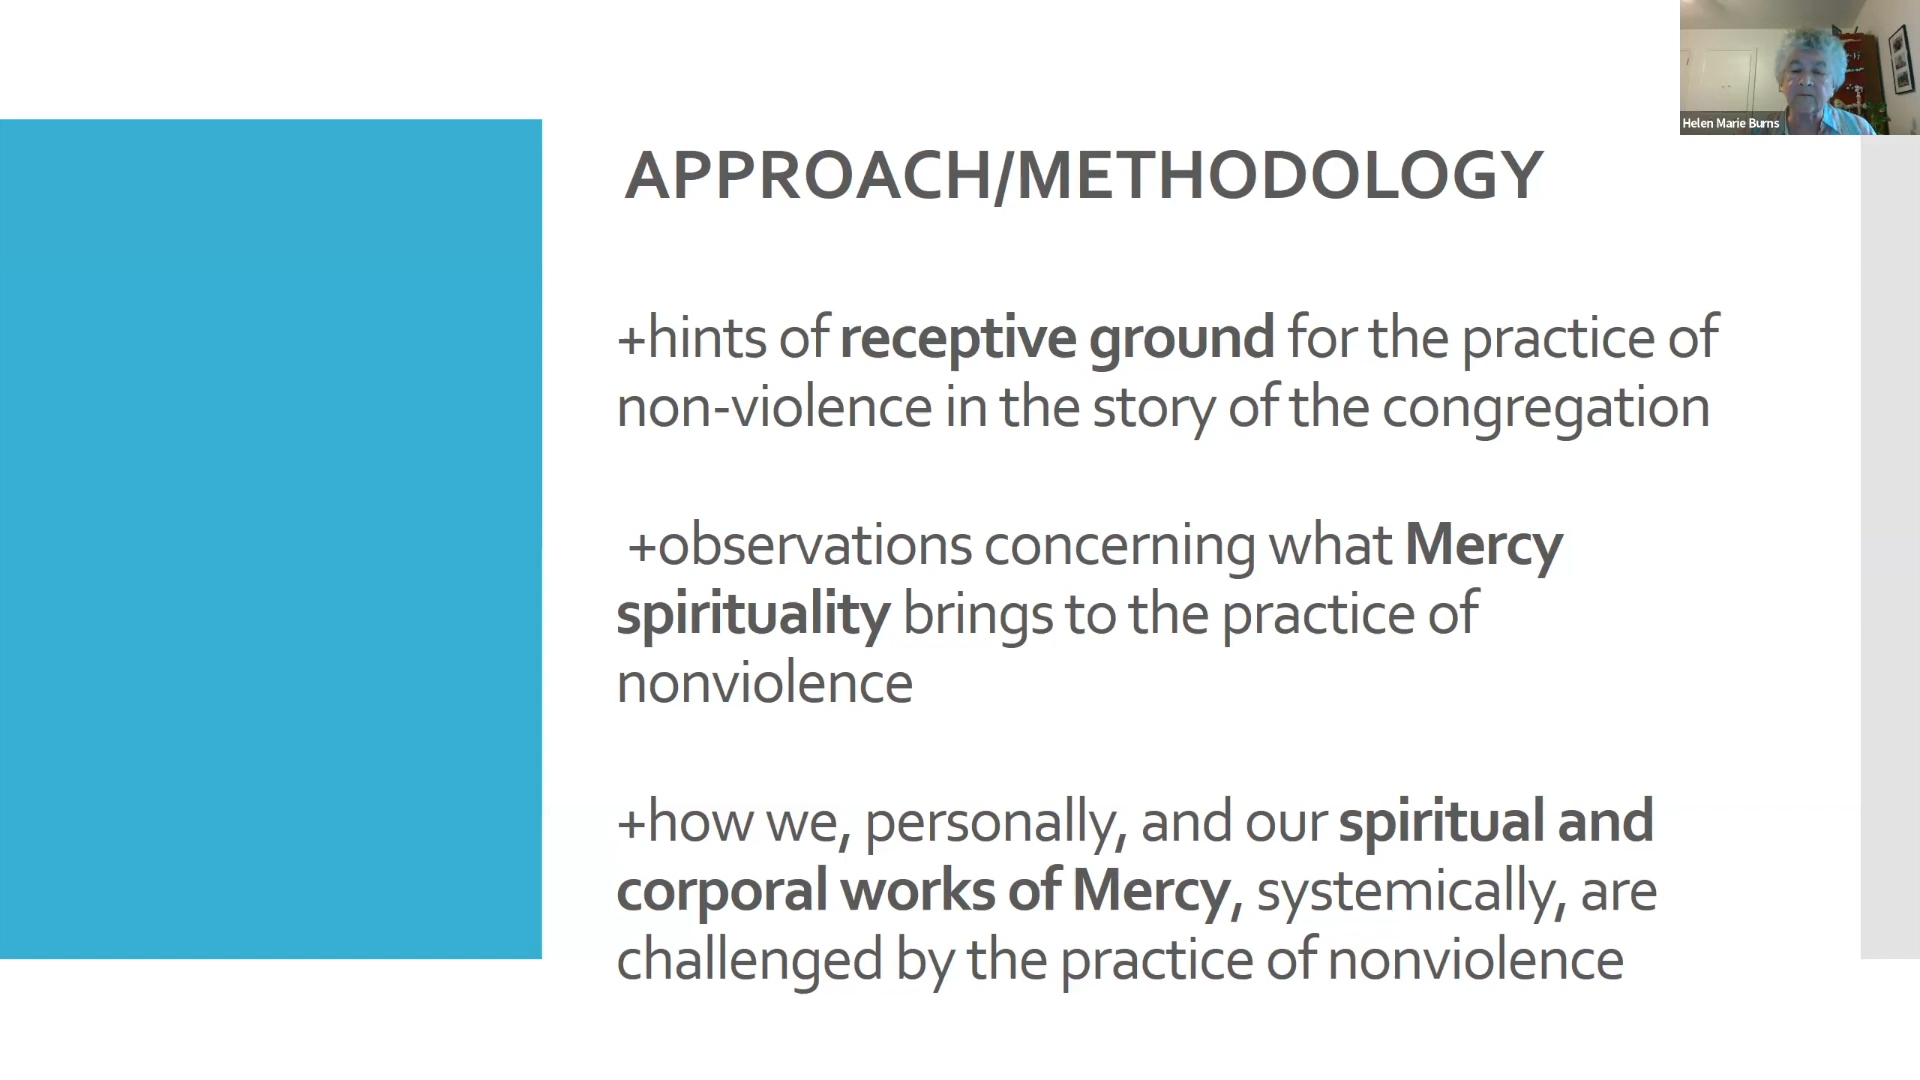 Helen Marie Burns
APPROACH/METHODOLOGY
+hints of receptive ground for the practice of
non-violence in the story of the congregation
+observations concerning what Mercy
spirituality brings to the practice of
nonviolence
+how we, personally, and our spiritual and
corporal works of Mercy, systemically, are
challenged by the practice of nonviolence